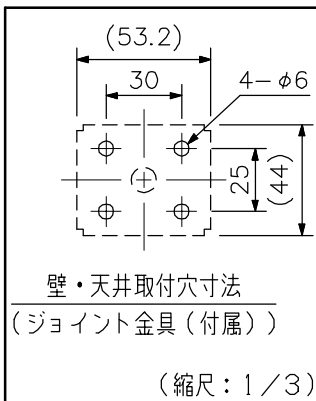 (53.2)
30
4-φ6
25
(44)
壁・天井取付穴寸法
(ジョイント金具(付属))
(縮尺:1/3)